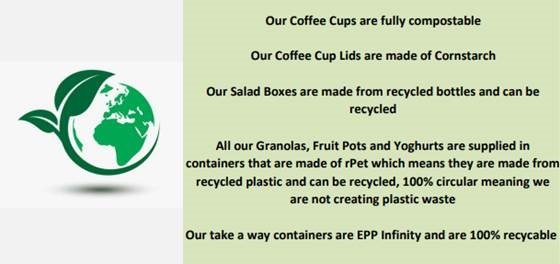 Our Coffee Cups are fully compostable
Our Coffee Cup Lids are made of Cornstarch
Our Salad Boxes are made from recycled bottles and can be
recycled
All our Granolas, Fruit Pots and Yoghurts are supplied in
containers that are made of rPet which means they are made from
recycled plastic and can be recycled, 100% circular meaning we
are not creating plastic waste
Our take a way containers are EPP Infinity and are 100% recycable